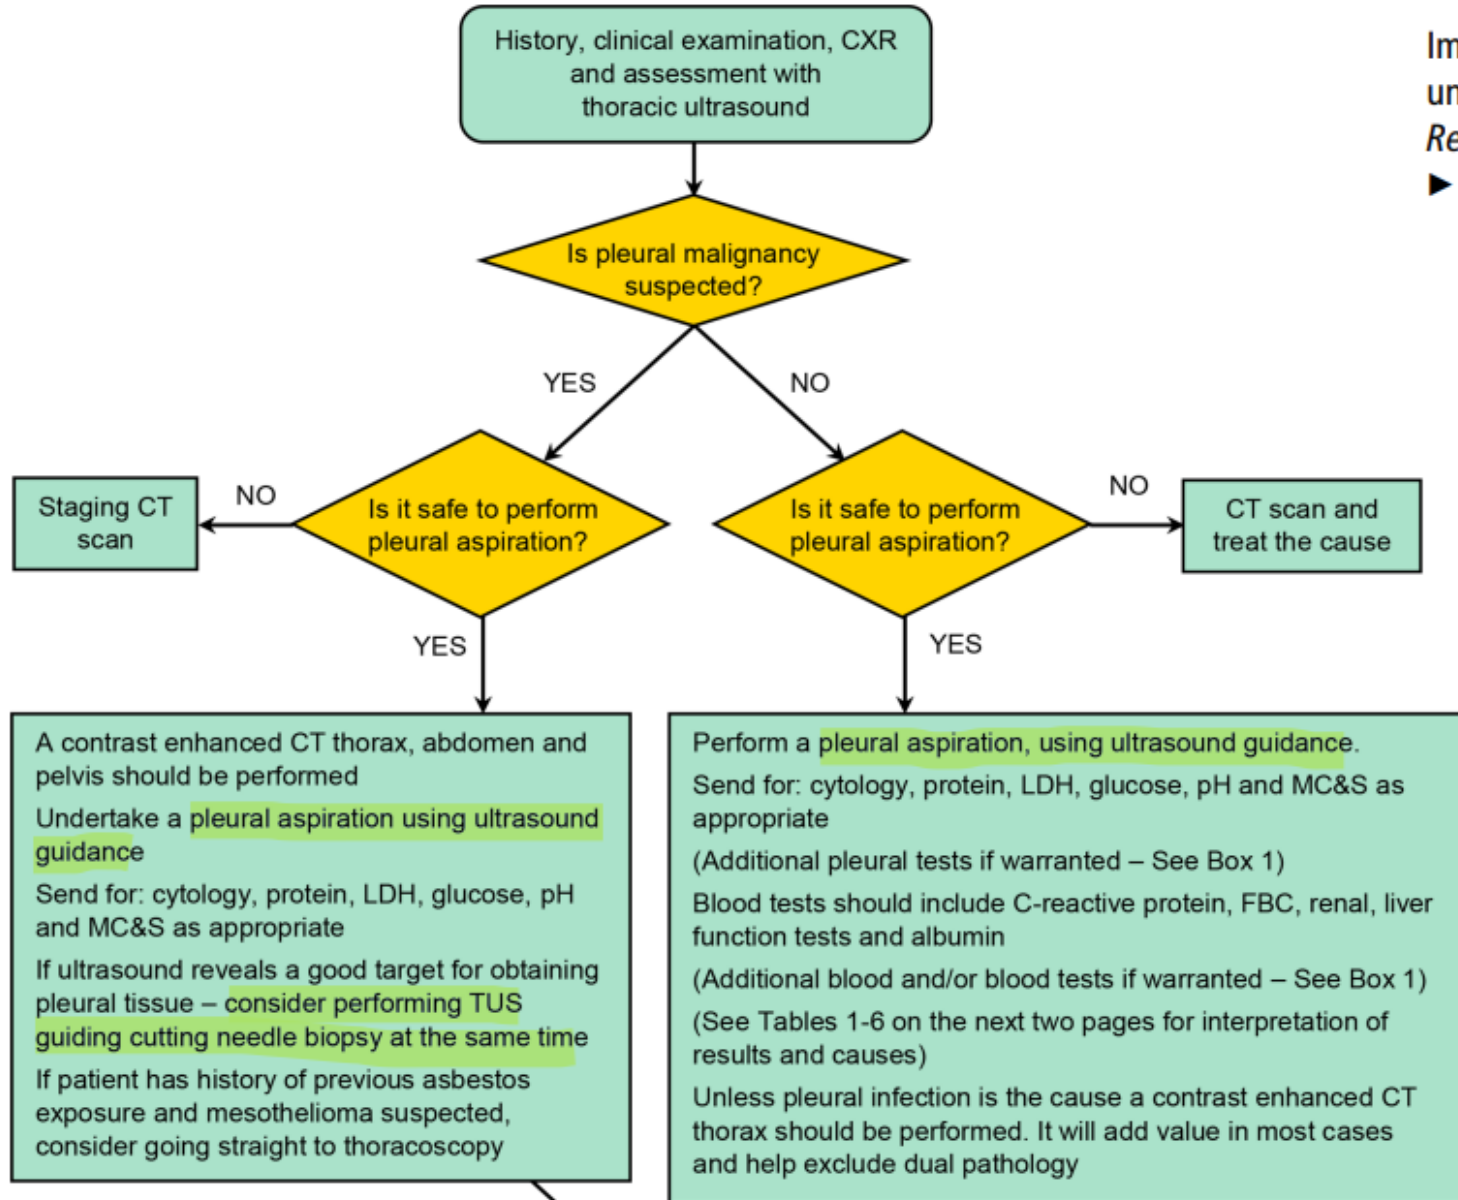 History, clinical examination, CXR
and assessment with
thoracic ultrasound
Im
un
Re
Is pleural malignancy
suspected?
YES
NO
Staging CT
scan
NO
Is it safe to perform
pleural aspiration?
Is it safe to perform
pleural aspiration?
NO
CT scan and
treat the cause
YES
YES
A contrast enhanced CT thorax, abdomen and
pelvis should be performed
Undertake a pleural aspiration using ultrasound
guidance
Send for: cytology, protein, LDH, glucose, pH
and MC&S as appropriate
If ultrasound reveals a good target for obtaining
pleural tissue – consider performing TUS
guiding cutting needle biopsy at the same time
If patient has history of previous asbestos
exposure and mesothelioma suspected,
consider going straight to thoracoscopy
Perform a pleural aspiration, using ultrasound guidance.
Send for: cytology, protein, LDH, glucose, pH and MC&S as
appropriate
(Additional pleural tests if warranted – See Box 1)
Blood tests should include C-reactive protein, FBC, renal, liver
function tests and albumin
(Additional blood and/or blood tests if warranted – See Box 1)
(See Tables 1-6 on the next two pages for interpretation of
results and causes)
Unless pleural infection is the cause a contrast enhanced CT
thorax should be performed. It will add value in most cases
and help exclude dual pathology